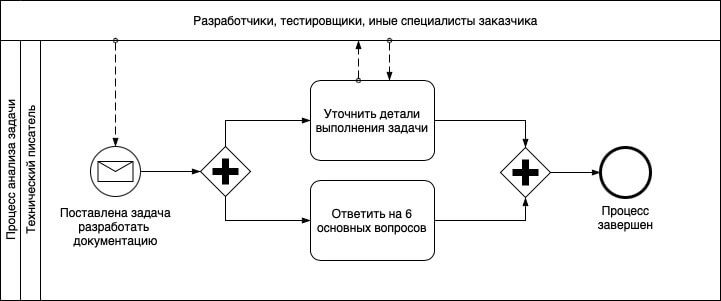 Разработчики, тестировщики, иные специалисты заказчика
Процесс анализа задачи
Технический писатель
Уточнить детали
выполнения задачи
Поставлена задача
разработать
документацию
Ответить на 6
основных вопросов
Процесс
завершен